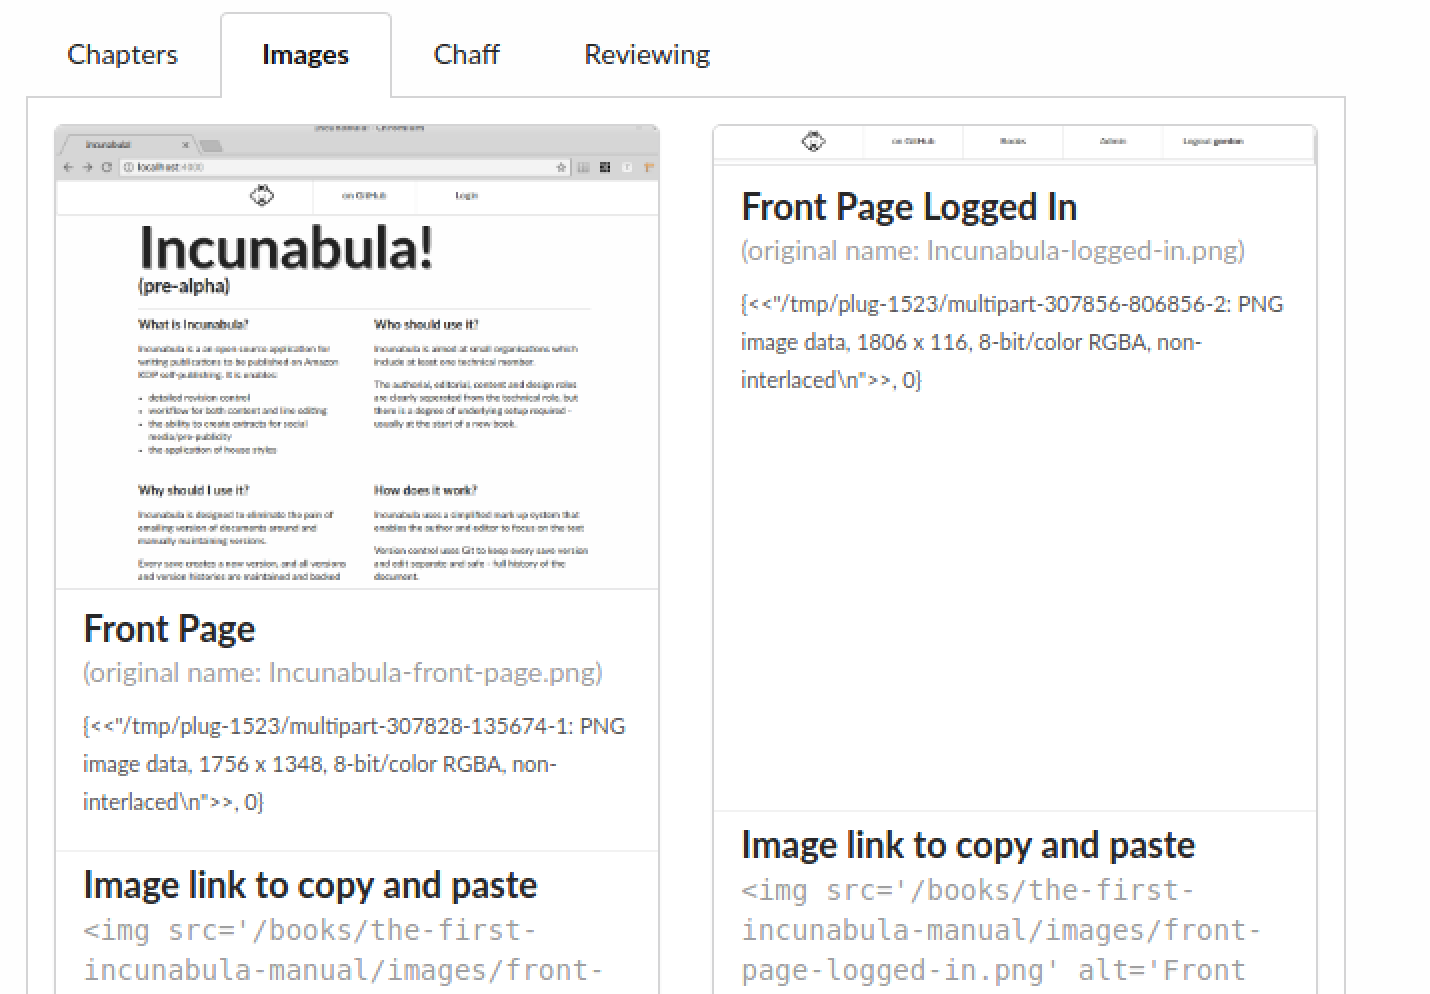 Chapters
Images
Chaff
Reviewing
Incunabula!
localhost:4000
on GitHub
Login
Incunabula!
(pre-alpha)
What is Incunabula?
Incunabula is a an open source application for
writing publications to be published on Amazon
KDP self-publishing. It is enables:
• detailed revision control
• workflow for both content and line editing
• the ability to create extracts for social
media/pre-publicity
• the application of house styles
Who should use it?
Incunabula is aimed at small organisations which
include at least one technical member.
The authorial, editorial, content and design roles
are clearly seperated from the technical role, but
there is a degree of underlying setup required -
usually at the start of a new book.
Why should I use it?
Incunabula is designed to eliminate the pain of
emailing version of documents around and
manually maintaining versions.
Every save creates a new version, and all versions
and version histories are maintained and backed
How does it work?
Incunabula uses a simplified mark up system that
enables the author and editor to focus on the text
Version control uses Git to keep every save version
and edit separate and safe - full history of the
document.
Front Page
(original name: Incunabula-front-page.png)
{<<"/tmp/plug-1523/multipart-307828-135674-1: PNG
image data, 1756 x 1348, 8-bit/color RGBA, non-
interlaced\n">>, 0}
Image link to copy and paste
<img src='/books/the-first-
incunabula-manual/images/front-
on GitHub
Books
Admin
Logout gordon
Front Page Logged In
(original name: Incunabula-logged-in.png)
{<<"/tmp/plug-1523/multipart-307856-806856-2: PNG
image data, 1806 x 116, 8-bit/color RGBA, non-
interlaced\n">>, 0}
Image link to copy and paste
<img src='/books/the-first-
incunabula-manual/images/front-
page-logged-in.png' alt='Front